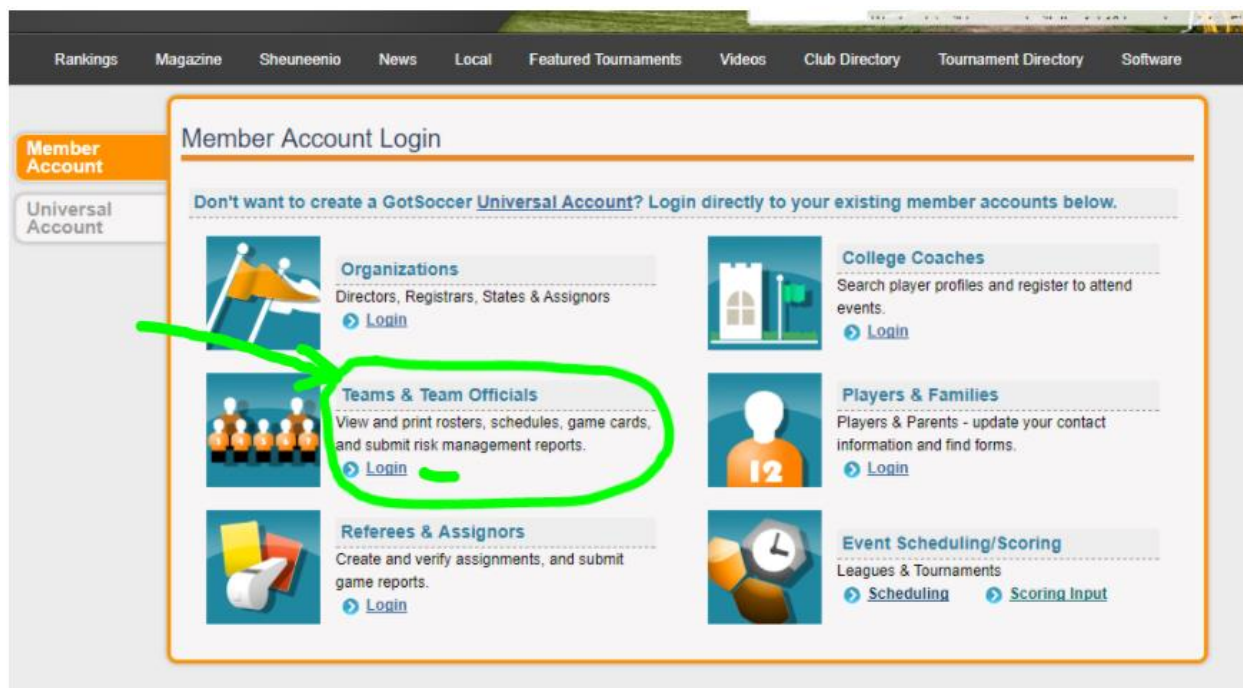 Rankings Magazine Sheuneenio News Local Featured Tournaments Videos Club Directory Tournament Directory Software
Member
Account
Universal
Account
Member Account Login
Don't want to create a GotSoccer Universal Account? Login directly to your existing member accounts below.
Organizations
Directors, Registrars, States & Assignors
Login
College Coaches
Search player profiles and register to attend
events.
Login
Teams & Team Officials
View and print rosters, schedules, game cards,
and submit risk management reports.
Login
Players & Families
Players & Parents - update your contact
information and find forms.
Login
12
Referees & Assignors
Create and verify assignments, and submit
game reports.
Login
Event Scheduling/Scoring
Leagues & Tournaments
Scheduling Scoring Input